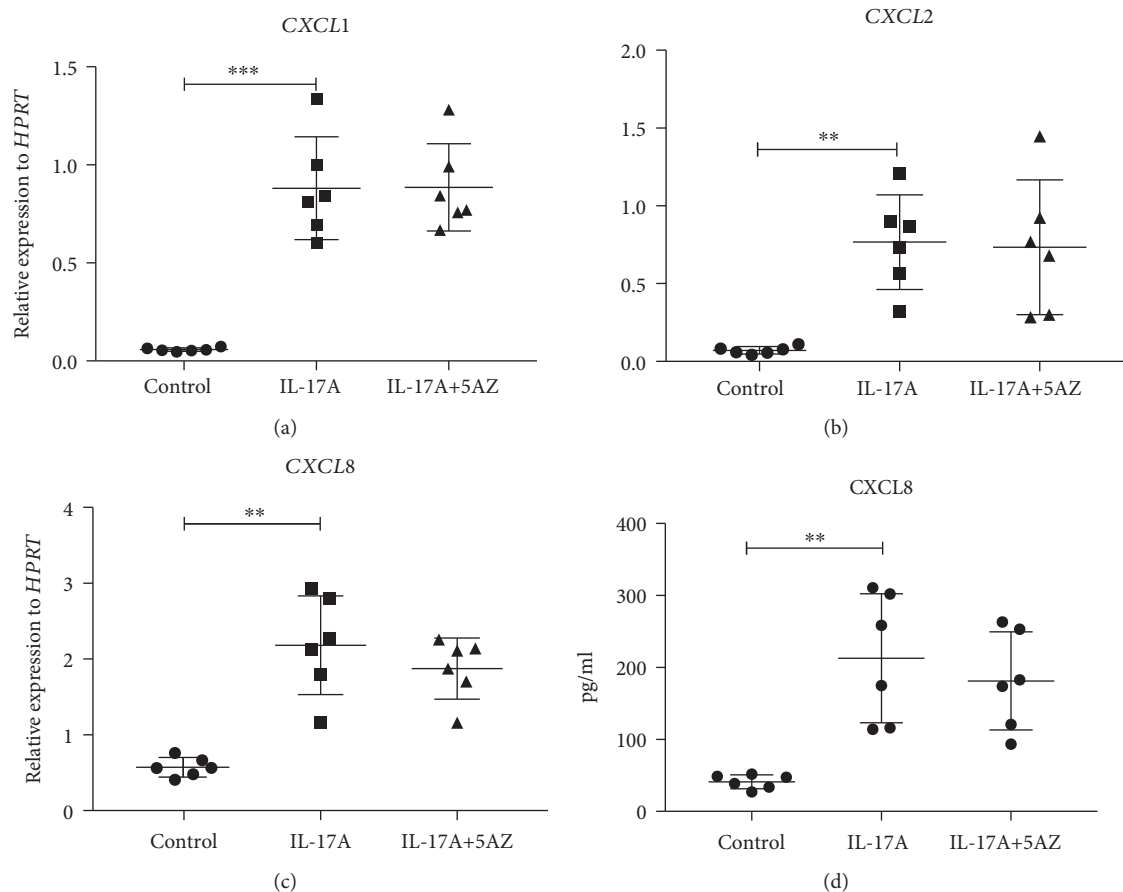 CXCL1
Relative expression to HPRT
1.5
1.0
0.5
0.0
***
Control
IL-17A
IL-17A+5AZ
(a)
CXCL2
2.0
1.5
1.0
0.5
0.0
**
Control
IL-17A
IL-17A+5AZ
(b)
CXCL8
Relative expression to HPRT
4
3
2
1
0
**
Control
IL-17A
IL-17A+5AZ
(c)
CXCL8
pg/ml
400
300
200
100
0
**
Control
IL-17A
IL-17A+5AZ
(d)